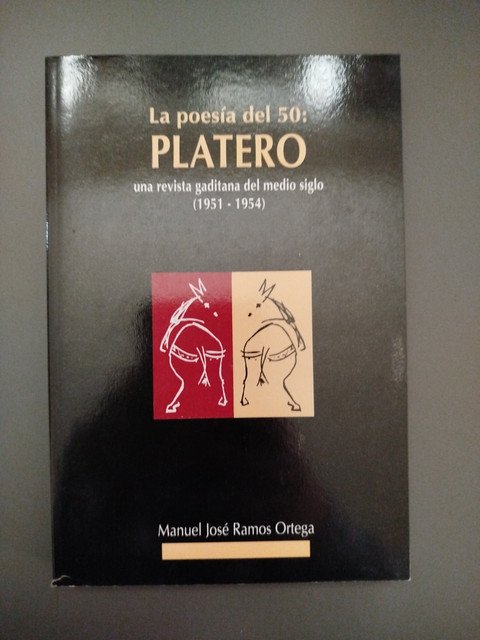 La poesía del 50:
PLATERO
una revista gaditana del medio siglo
(1951 - 1954)
Manuel José Ramos Ortega